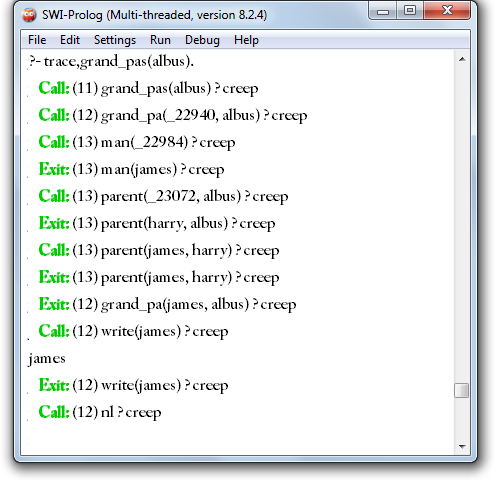 SWI-Prolog (Multi-threaded, version 8.2.4)
File Edit Settings Run Debug Help
?- trace,grand_pas(albus).
Call: (11) grand_pas(albus) ? creep
Call: (12) grand_pa(_22940, albus) ? creep
Call: (13) man(_22984) ? creep
Exit: (13) man(james) ? creep
Call: (13) parent(_23072, albus) ? creep
Exit: (13) parent(harry, albus) ? creep
Call: (13) parent(james, harry) ? creep
Exit: (13) parent(james, harry) ? creep
Exit: (12) grand_pa(james, albus) ? creep
Call: (12) write(james) ? creep
james
Exit: (12) write(james) ? creep
Call: (12) nl ? creep